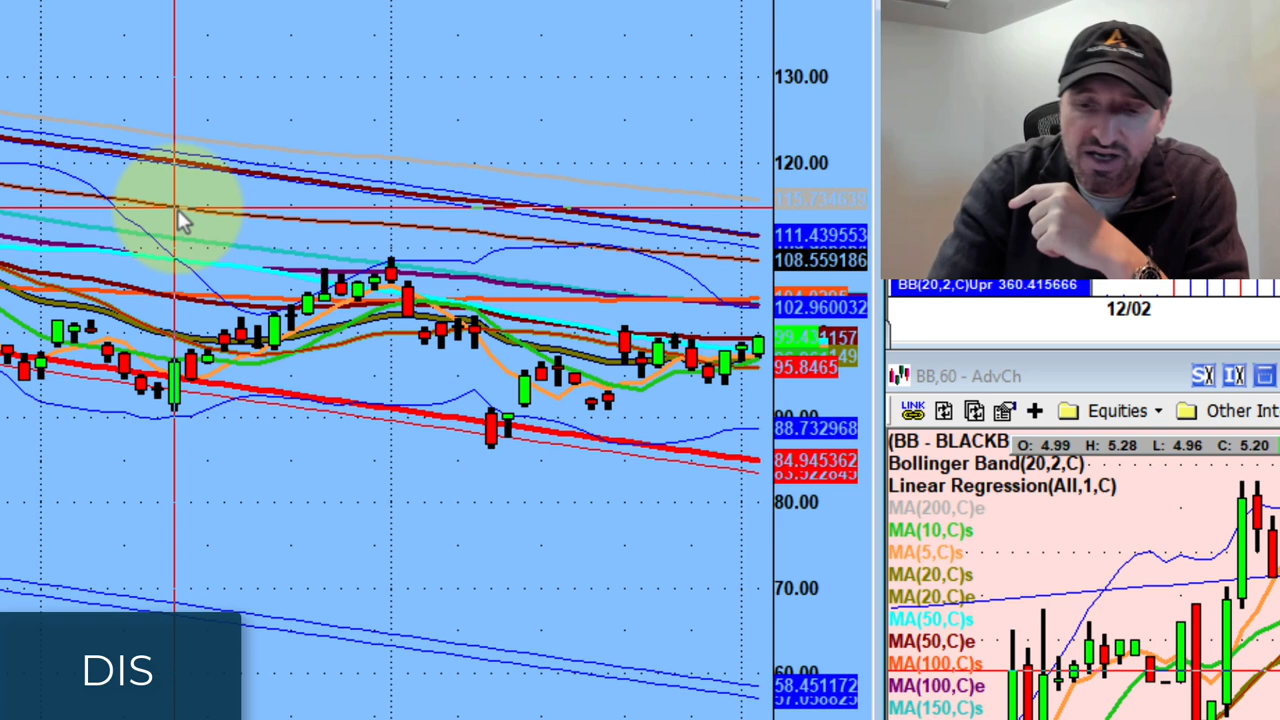 130.00
120.00
111.439553
108.559186
102.960032
95.8465
88.732968
84.945362
80.00
70.00
60.00
58.451172
DIS
BB(20,2,C)Upr 360.415666
12/02
BB,60 - AdvCh
LINK
Equities
Other Int
(BB - BLACKB
O: 4.99 H: 5.28 L: 4.96 C: 5.20
Bollinger Band(20,2,C)
Linear Regression(All,1,C)
MA(200,C)e
MA(10,C)s
MA(5,C)s
MA(20,C)s
MA(20,C)e
MA(50,C)s
MA(50,C)e
MA(100,C)s
MA(100,C)e
MA(150,C)s